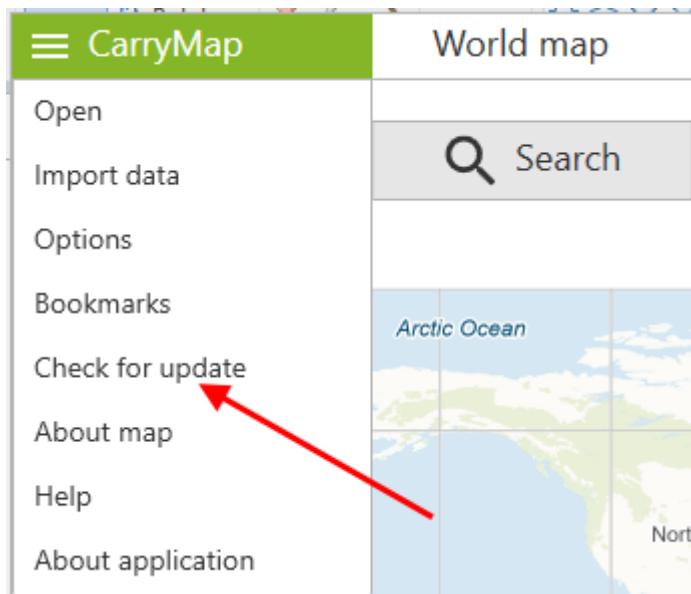 CarryMap
World map
Open
Import data
Search
Options
Bookmarks
Arctic Ocean
Check for update
About map
Help
Nort
About application